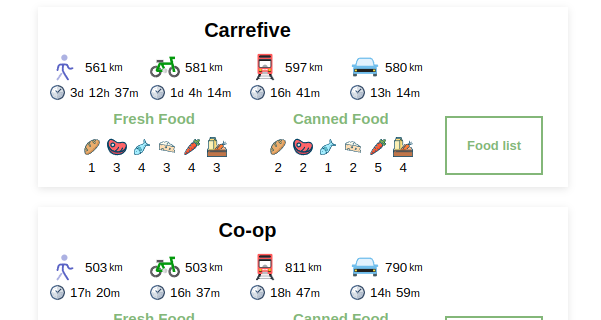 Carrefive
561 km 581 km 597 km 580 km
3d 12h 37m 1d 4h 14m 16h 41m 13h 14m
Fresh Food Canned Food
Food list
1 3 4 3 4 3 2 2 1 2 5 4
Co-op
503 km 503 km 811 km 790 km
17h 20m 16h 37m 18h 47m 14h 59m
Fresh Food Canned Food